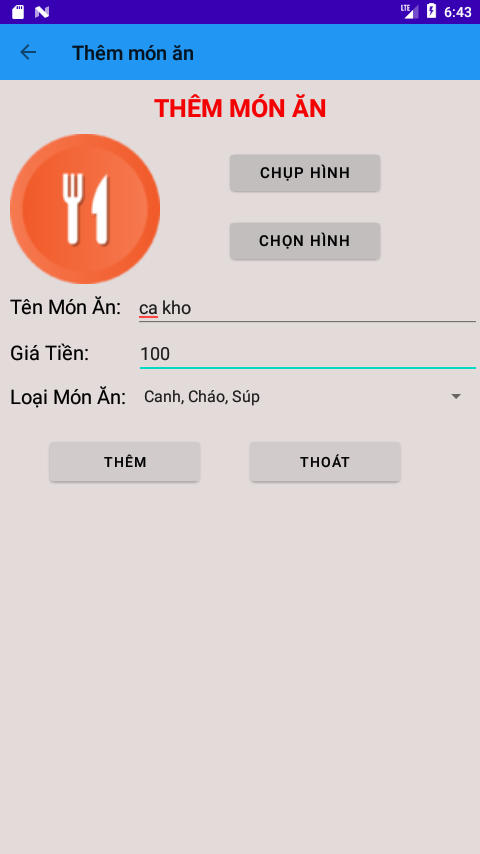 LTE 6:43
Thêm món ăn
THÊM MÓN ĂN
CHỤP HÌNH
CHỌN HÌNH
Tên Món Ăn: ca kho
Giá Tiền: 100
Loại Món Ăn: Canh, Cháo, Súp
THÊM THOÁT